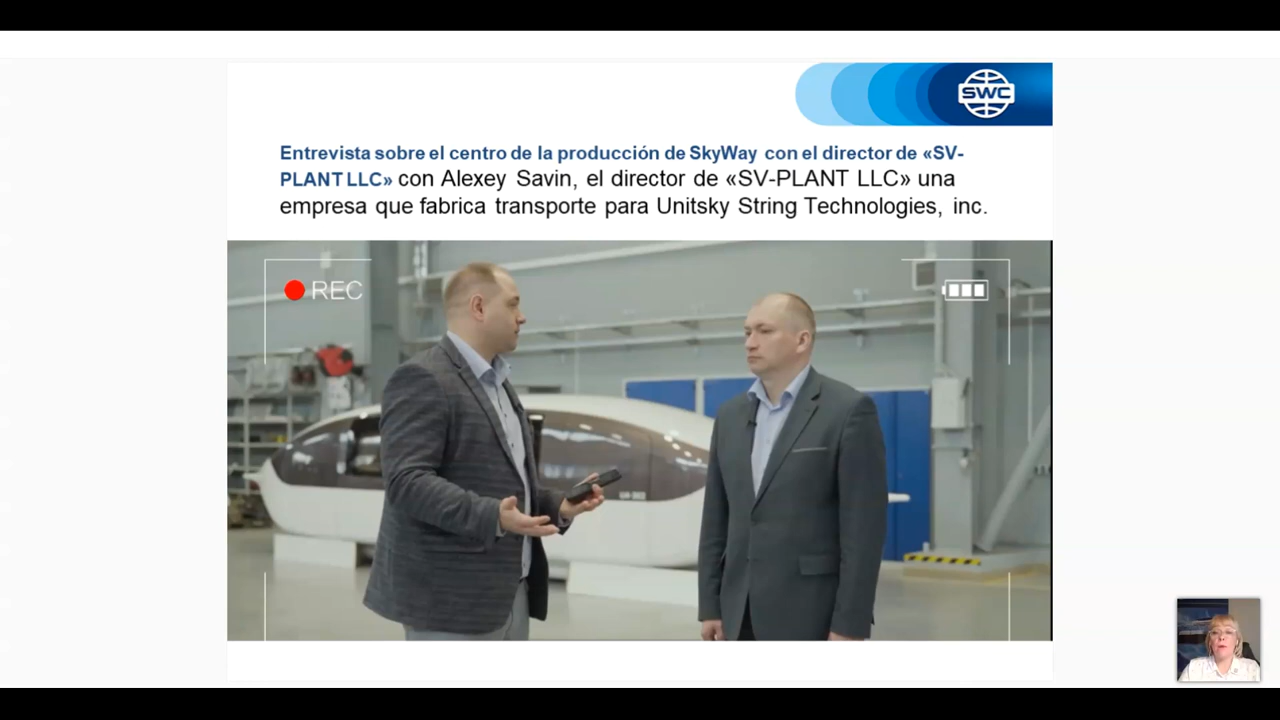 SWC
Entrevista sobre el centro de la producción de SkyWay con el director de «SV-
PLANT LLC» con Alexey Savin, el director de «SV-PLANT LLC» una
empresa que fabrica transporte para Unitsky String Technologies, inc.
REC